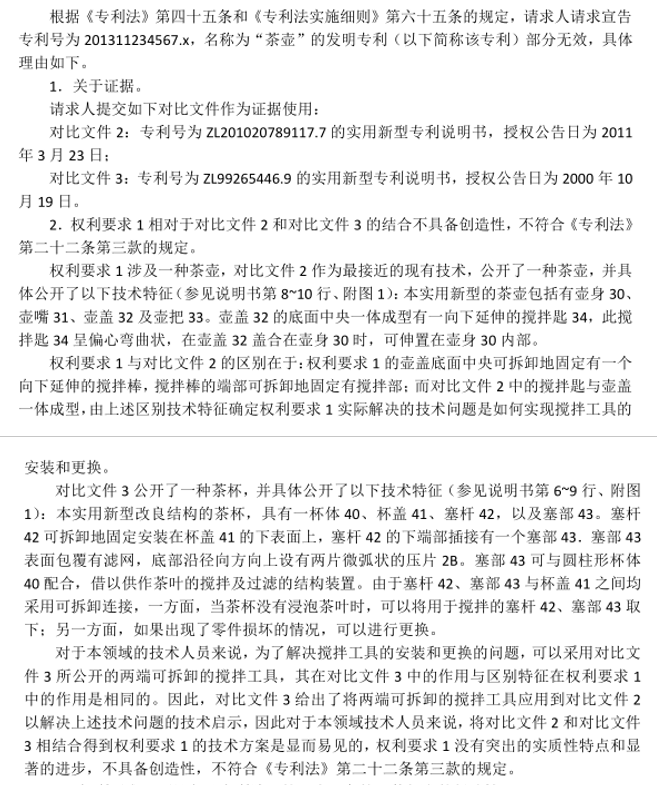 根据《专利法》第四十五条和《专利法实施细则》第六十五条的规定，请求人请求宣告
专利号为 201311234567.x，名称为“茶壶”的发明专利（以下简称该专利）部分无效，具体
理由如下。
1．关于证据。
请求人提交如下对比文件作为证据使用：
对比文件 2：专利号为 ZL201020789117.7 的实用新型专利说明书，授权公告日为 2011
年 3 月 23 日；
对比文件 3：专利号为 ZL99265446.9 的实用新型专利说明书，授权公告日为 2000 年 10
月 19 日。
2．权利要求 1 相对于对比文件 2 和对比文件 3 的结合不具备创造性，不符合《专利法》
第二十二条第三款的规定。
权利要求 1 涉及一种茶壶，对比文件 2 作为最接近的现有技术，公开了一种茶壶，并具
体公开了以下技术特征（参见说明书第 8~10 行、附图 1）：本实用新型的茶壶包括有壶身 30、
壶嘴 31、壶盖 32 及壶把 33。壶盖 32 的底面中央一体成型有一向下延伸的搅拌匙 34，此搅
拌匙 34 呈偏心弯曲状，在壶盖 32 盖合在壶身 30 时，可伸置在壶身 30 内部。
权利要求 1 与对比文件 2 的区别在于：权利要求 1 的壶盖底面中央可拆卸地固定有一个
向下延伸的搅拌棒，搅拌棒的端部可拆卸地固定有搅拌部；而对比文件 2 中的搅拌匙与壶盖
一体成型，由上述区别技术特征确定权利要求 1 实际解决的技术问题是如何实现搅拌工具的
安装和更换。
对比文件 3 公开了一种茶杯，并具体公开了以下技术特征（参见说明书第 6~9 行、附图
1）：本实用新型改良结构的茶杯，具有一杯体 40、杯盖 41、塞杆 42，以及塞部 43。塞杆
42 可拆卸地固定安装在杯盖 41 的下表面上，塞杆 42 的下端部插接有一个塞部 43．塞部 43
表面包覆有滤网，底部沿径向方向上设有两片微弧状的压片 2B。塞部 43 可与圆柱形杯体
40 配合，借以供作茶叶的搅拌及过滤的结构装置。由于塞杆 42、塞部 43 与杯盖 41 之间均
采用可拆卸连接，一方面，当茶杯没有浸泡茶叶时，可以将用于搅拌的塞杆 42、塞部 43 取
下；另一方面，如果出现了零件损坏的情况，可以进行更换。
对于本领域的技术人员来说，为了解决搅拌工具的安装和更换的问题，可以采用对比文
件 3 所公开的两端可拆卸的搅拌工具，其在对比文件 3 中的作用与区别特征在权利要求 1
中的作用是相同的。因此，对比文件 3 给出了将两端可拆卸的搅拌工具应用到对比文件 2
以解决上述技术问题的技术启示，因此对于本领域技术人员来说，将对比文件 2 和对比文件
3 相结合得到权利要求 1 的技术方案是显而易见的，权利要求 1 没有突出的实质性特点和显
著的进步，不具备创造性，不符合《专利法》第二十二条第三款的规定。